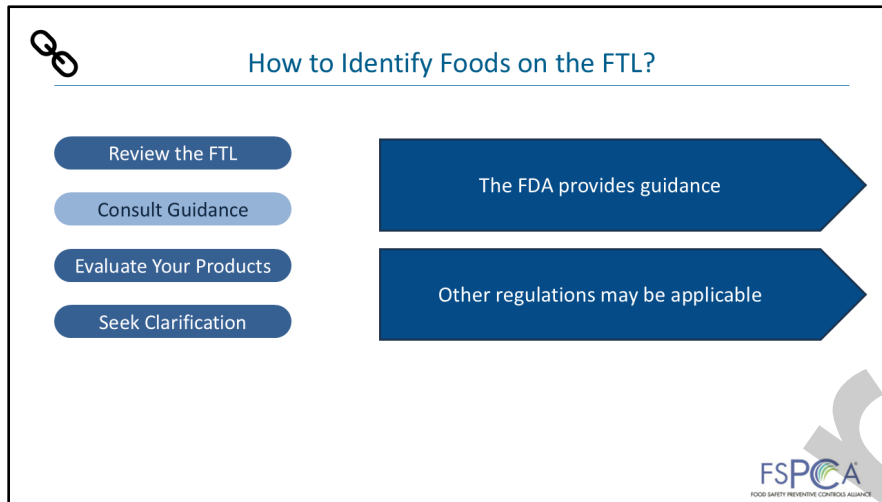 How to Identify Foods on the FTL?
Review the FTL
Consult Guidance
Evaluate Your Products
Seek Clarification
The FDA provides guidance
Other regulations may be applicable
FSPCA
FOOD SAFETY PREVENTIVE CONTROLS ALLIANCE